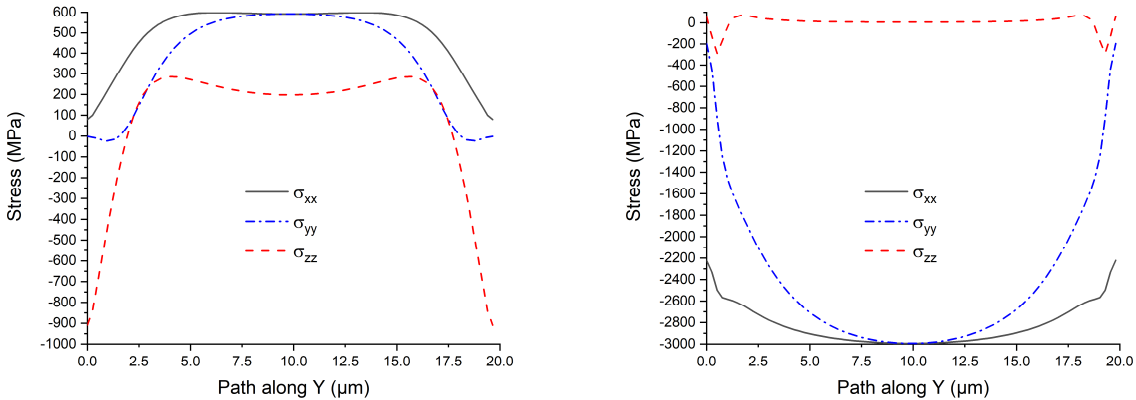 600
500
400
300
200
100
0
-100
-200
-300
-400
-500
-600
-700
-800
-900
-1000
Stress (MPa)
σxx
σyy
σzz
0.0 2.5 5.0 7.5 10.0 12.5 15.0 17.5 20.0
Path along Y (µm)
0
-200
-400
-600
-800
-1000
-1200
-1400
-1600
-1800
-2000
-2200
-2400
-2600
-2800
-3000
Stress (MPa)
σxx
σyy
σzz
0.0 2.5 5.0 7.5 10.0 12.5 15.0 17.5 20.0
Path along Y (µm)